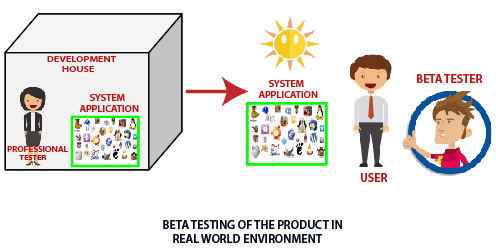 DEVELOPMENT
HOUSE
SYSTEM
APPLICATION
PROFESSIONAL
TESTER
SYSTEM
APPLICATION
USER
BETA TESTER
BETA TESTING OF THE PRODUCT IN
REAL WORLD ENVIRONMENT